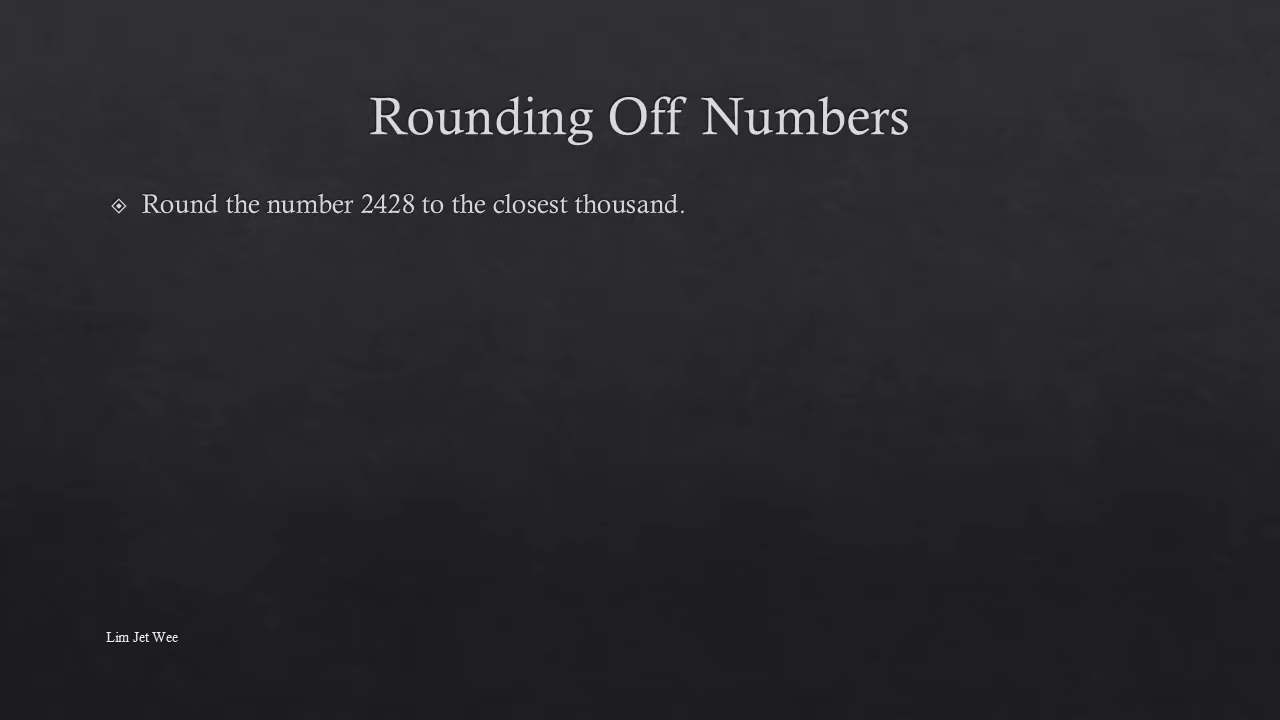 Rounding Off Numbers
Round the number 2428 to the closest thousand.
Lim Jet Wee